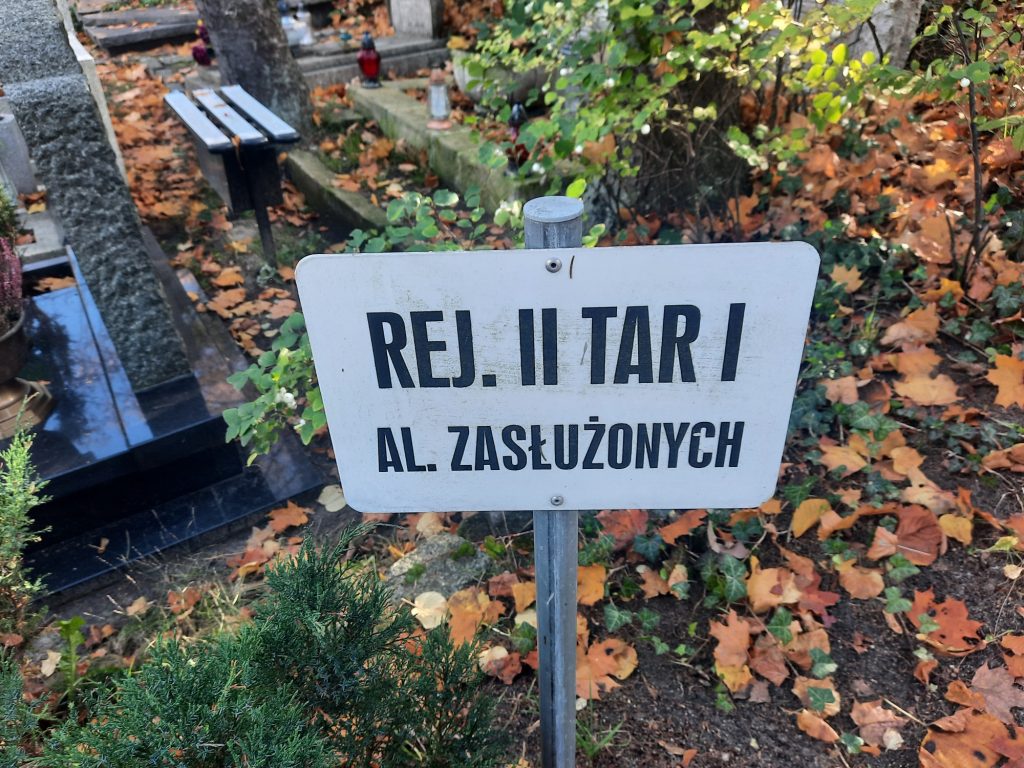 REJ. II TAR I
AL. ZASŁUŻONYCH